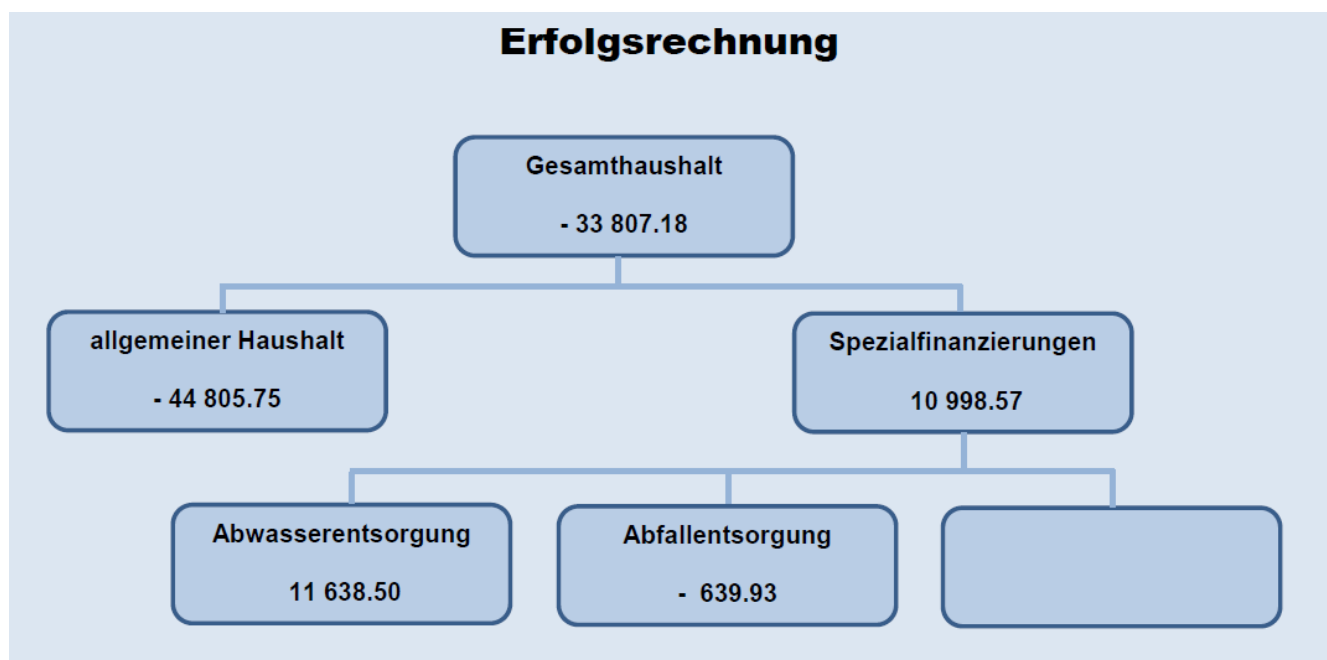 Erfolgsrechnung
Gesamthaushalt
- 33 807.18
allgemeiner Haushalt
- 44 805.75
Spezialfinanzierungen
10 998.57
Abwasserentsorgung
11 638.50
Abfallentsorgung
- 639.93